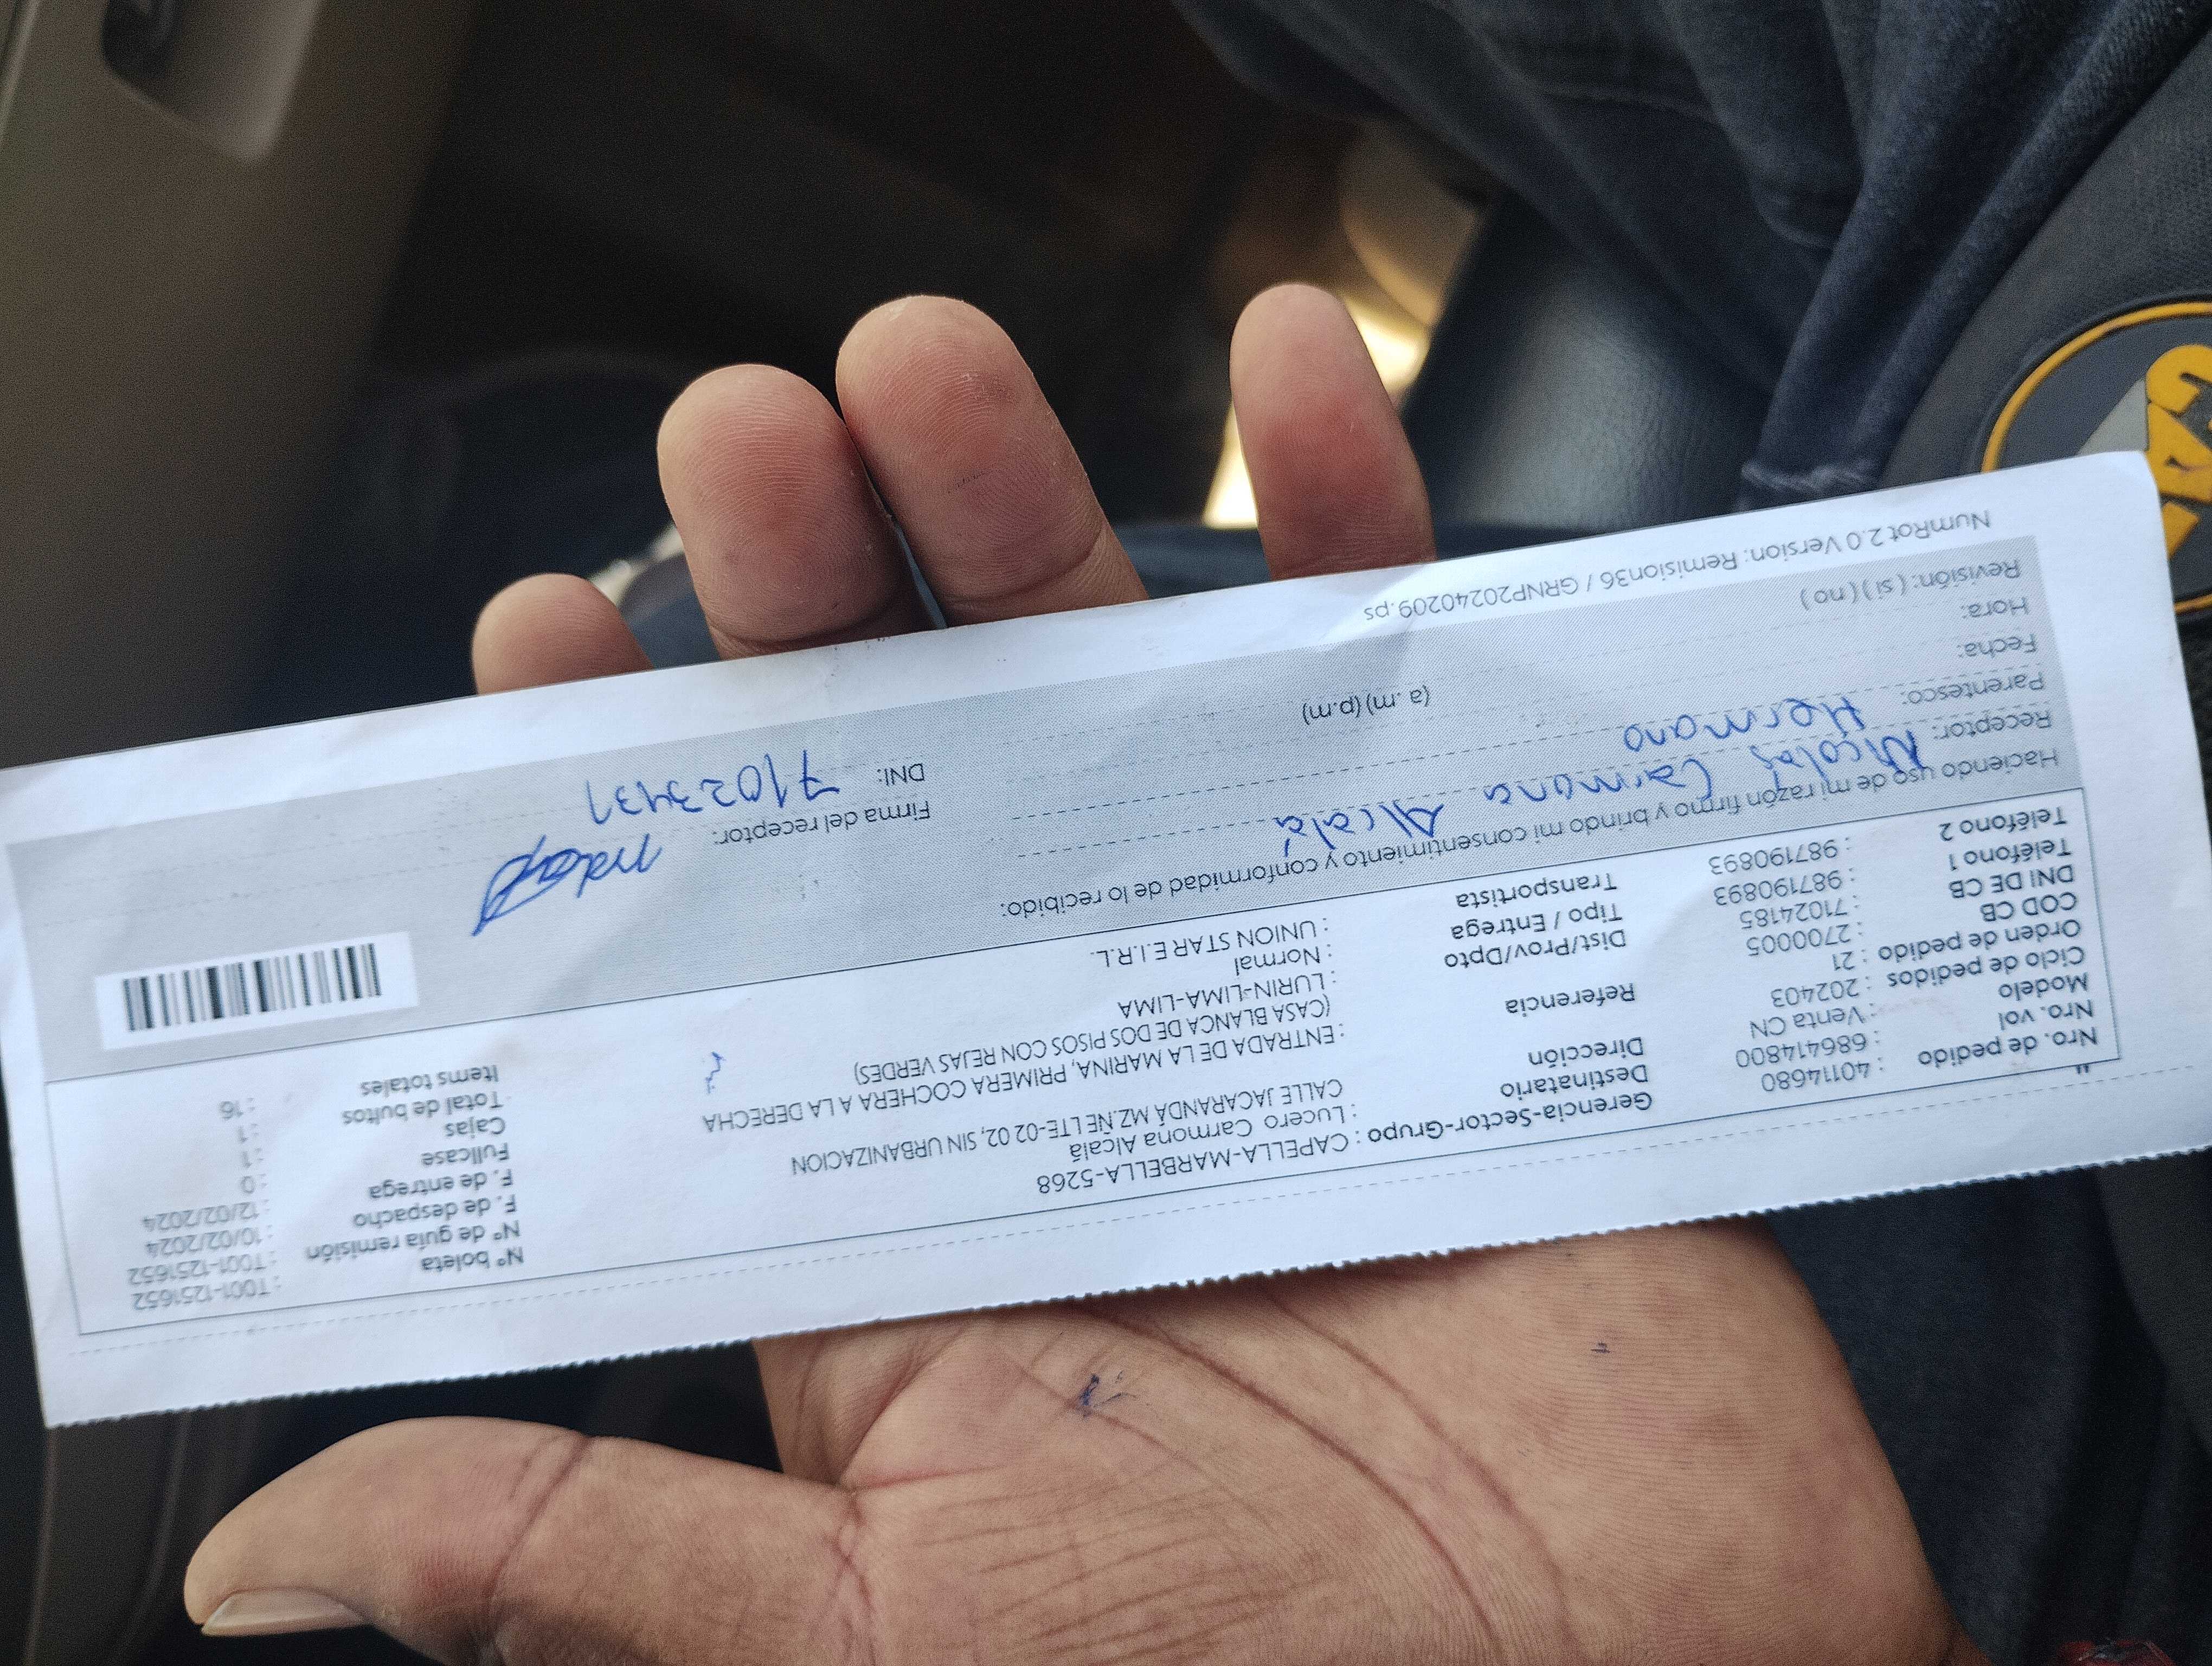 Nro. de pedido : 40114680
Nro. vol : 686414800
Modelo : Venta CN
Ciclo de pedidos : 202403
Orden de pedido : 21
COD CB : 2700005
DNI DE CB : 71024185
Teléfono 1 : 987190893
Teléfono 2 : 987190893
Gerencia-Sector-Grupo : CAPELLA-MARBELLA-5268
Destinatario : Lucero Carmona Alcalá
Dirección CALLE JACARANDÁ MZ.ÑE LTE-02 02, SIN URBANIZACION
Referencia : ENTRADA DE LA MARINA, PRIMERA COCHERA A LA DERECHA
(CASA BLANCA DE DOS PISOS CON REJAS VERDES)
Dist/Prov/Dpto : LURIN-LIMA-LIMA
Tipo / Entrega : Normal
Transportista : UNION STAR E.I.R.L.
Nº boleta : T001-1251652
Nº de guía remisión : T001-1251652
F. de despacho : 10/02/2024
F. de entrega : 12/02/2024
Fullcase : 0
Cajas : 1
Total de bultos : 1
Items totales : 16
Haciendo uso de mi razón firmo y brindo mi consentimiento y conformidad de lo recibido:
Receptor: Nicolas Carmona Alcalá
Parentesco: Hermano
Fecha:
Hora: (a.m) (p.m)
Revisión: ( si ) ( no )
Firma del receptor:
DNI: 71023431
NumRot 2.0 Version: Remision36 / GRNP20240209.ps
CAT